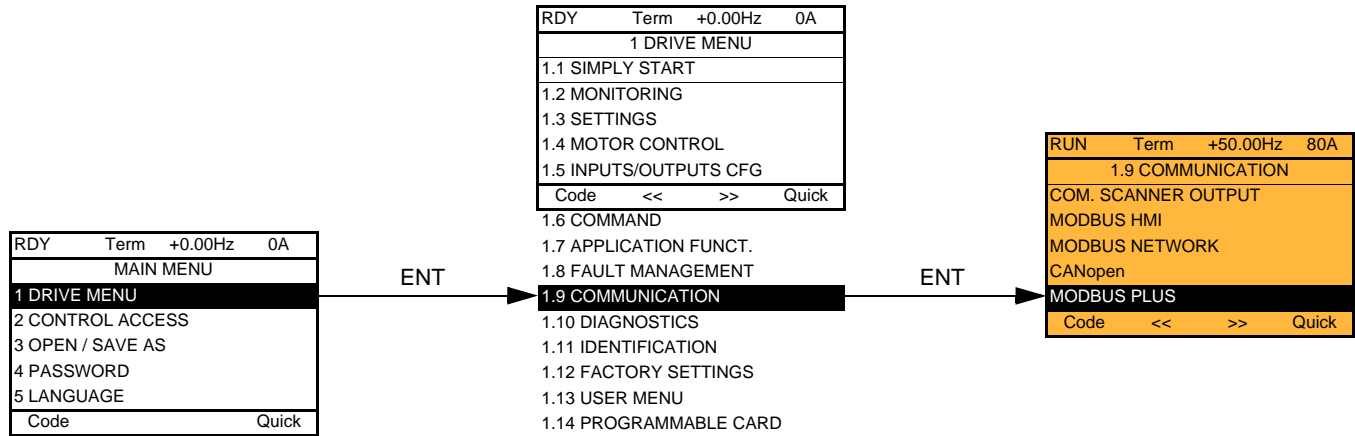 RDY Term +0.00Hz 0A
MAIN MENU
1 DRIVE MENU
2 CONTROL ACCESS
3 OPEN / SAVE AS
4 PASSWORD
5 LANGUAGE
Code Quick
ENT
RDY Term +0.00Hz 0A
1 DRIVE MENU
1.1 SIMPLY START
1.2 MONITORING
1.3 SETTINGS
1.4 MOTOR CONTROL
1.5 INPUTS/OUTPUTS CFG
Code << >> Quick
1.6 COMMAND
1.7 APPLICATION FUNCT.
1.8 FAULT MANAGEMENT
1.9 COMMUNICATION
1.10 DIAGNOSTICS
1.11 IDENTIFICATION
1.12 FACTORY SETTINGS
1.13 USER MENU
1.14 PROGRAMMABLE CARD
ENT
RUN Term +50.00Hz 80A
1.9 COMMUNICATION
COM. SCANNER OUTPUT
MODBUS HMI
MODBUS NETWORK
CANopen
MODBUS PLUS
Code << >> Quick